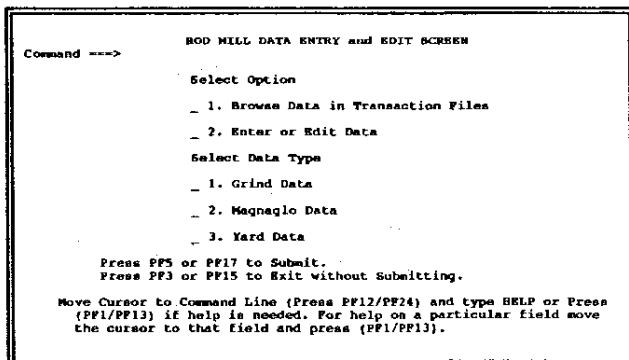 ROD MILL DATA ENTRY and EDIT SCREEN
Command ===>
Select Option
_ 1. Browse Data in Transaction Files
_ 2. Enter or Edit Data
Select Data Type
_ 1. Grind Data
_ 2. Magnaglo Data
_ 3. Yard Data
Press PF5 or PF17 to Submit.
Press PF3 or PF15 to Exit without Submitting.
Move Cursor to Command Line (Press PF12/PF24) and type HELP or Press
(PF1/PF13) if help is needed. For help on a particular field move
the cursor to that field and press (PF1/PF13).